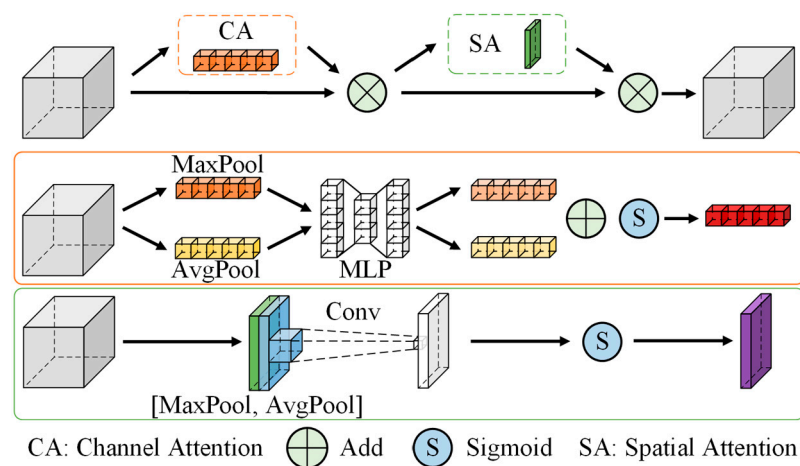 CA
SA
MaxPool
AvgPool
MLP
S
Conv
S
[MaxPool, AvgPool]
CA: Channel Attention Add S Sigmoid SA: Spatial Attention